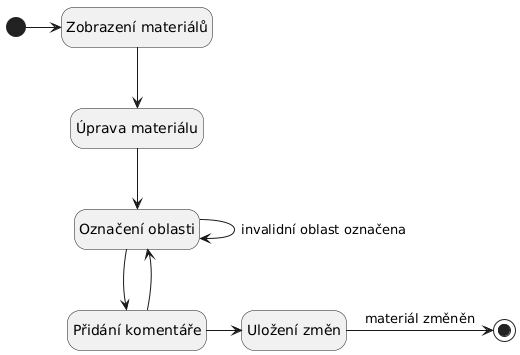 Zobrazení materiálů
Úprava materiálu
Označení oblasti
invalidní oblast označena
Přidání komentáře
Uložení změn
materiál změněn